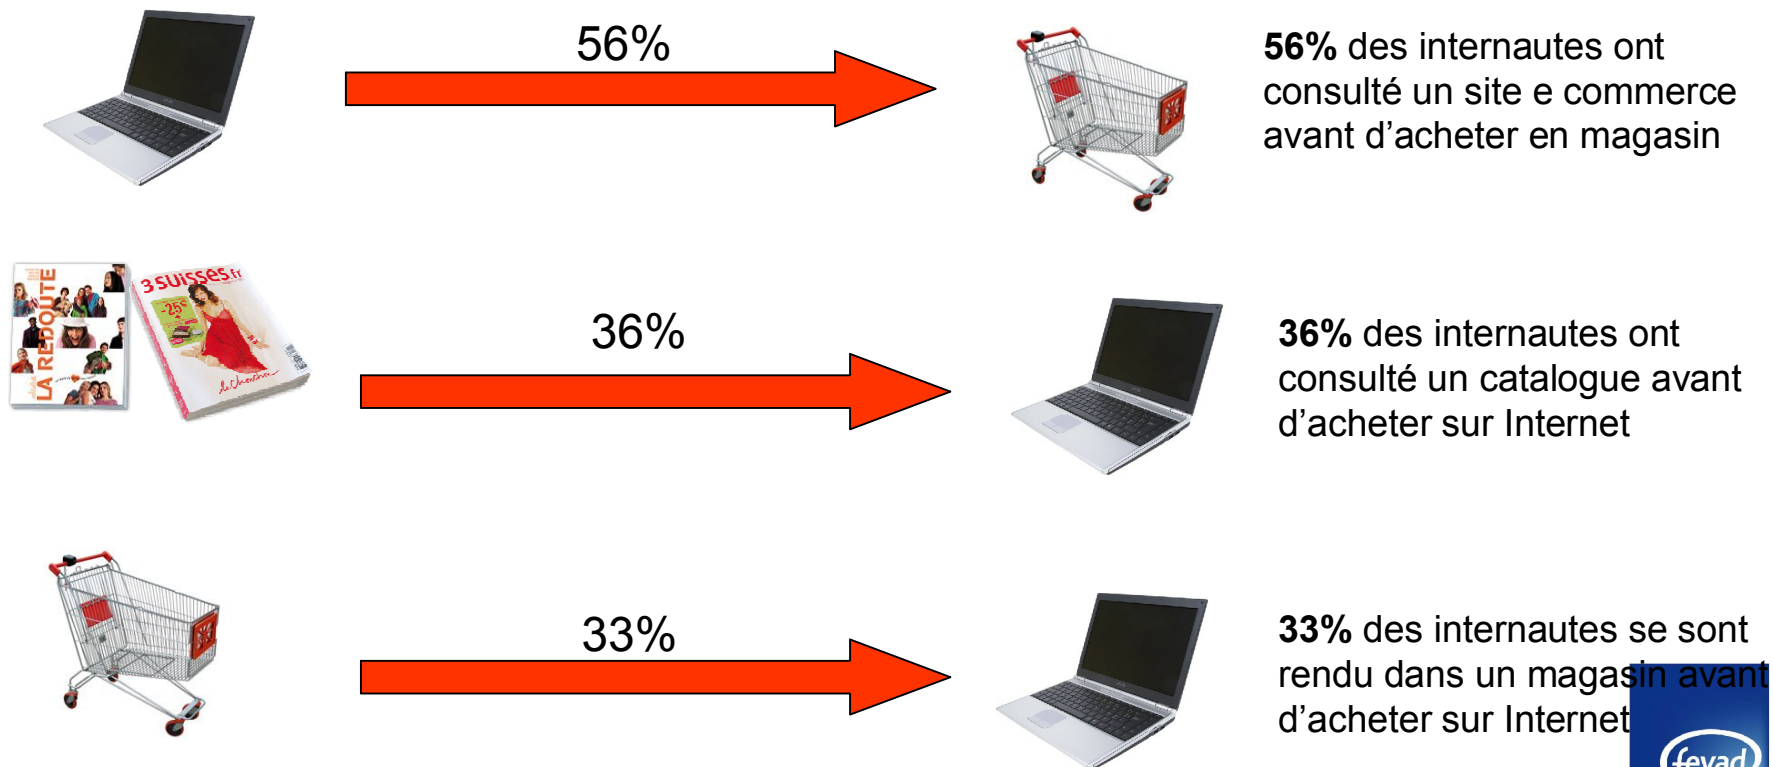 56%
56% des internautes ont
consulté un site e commerce
avant d’acheter en magasin
LA REDOUTE
3 SUISSES.fr
-25€
la Chouchou
36%
36% des internautes ont
consulté un catalogue avant
d’acheter sur Internet
33%
33% des internautes se sont
rendu dans un magasin avant
d’acheter sur Internet
fevad